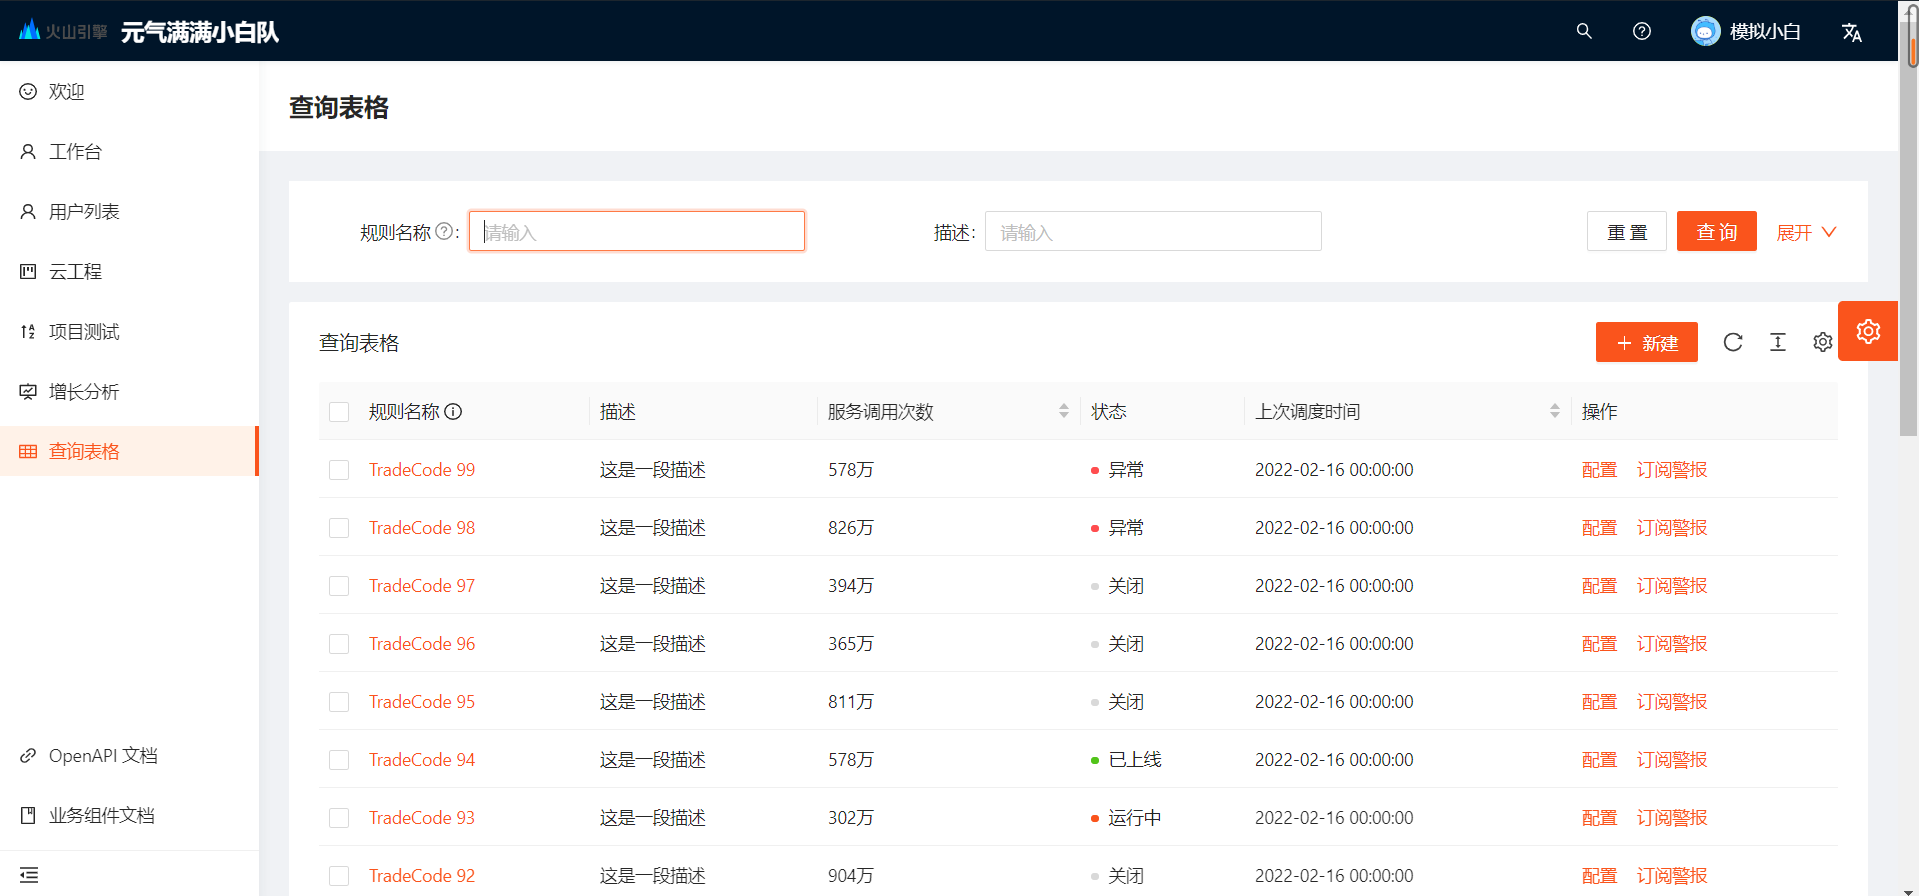 火山引擎 元气满满小白队 模拟小白
欢迎
工作台
用户列表
云工程
项目测试
增长分析
查询表格
OpenAPI 文档
业务组件文档
查询表格
规则名称 : 请输入 描述: 请输入 重 置 查 询 展开
查询表格 + 新建
规则名称 描述 服务调用次数 状态 上次调度时间 操作
TradeCode 99 这是一段描述 578万 异常 2022-02-16 00:00:00 配置 订阅警报
TradeCode 98 这是一段描述 826万 异常 2022-02-16 00:00:00 配置 订阅警报
TradeCode 97 这是一段描述 394万 关闭 2022-02-16 00:00:00 配置 订阅警报
TradeCode 96 这是一段描述 365万 关闭 2022-02-16 00:00:00 配置 订阅警报
TradeCode 95 这是一段描述 811万 关闭 2022-02-16 00:00:00 配置 订阅警报
TradeCode 94 这是一段描述 578万 已上线 2022-02-16 00:00:00 配置 订阅警报
TradeCode 93 这是一段描述 302万 运行中 2022-02-16 00:00:00 配置 订阅警报
TradeCode 92 这是一段描述 904万 关闭 2022-02-16 00:00:00 配置 订阅警报